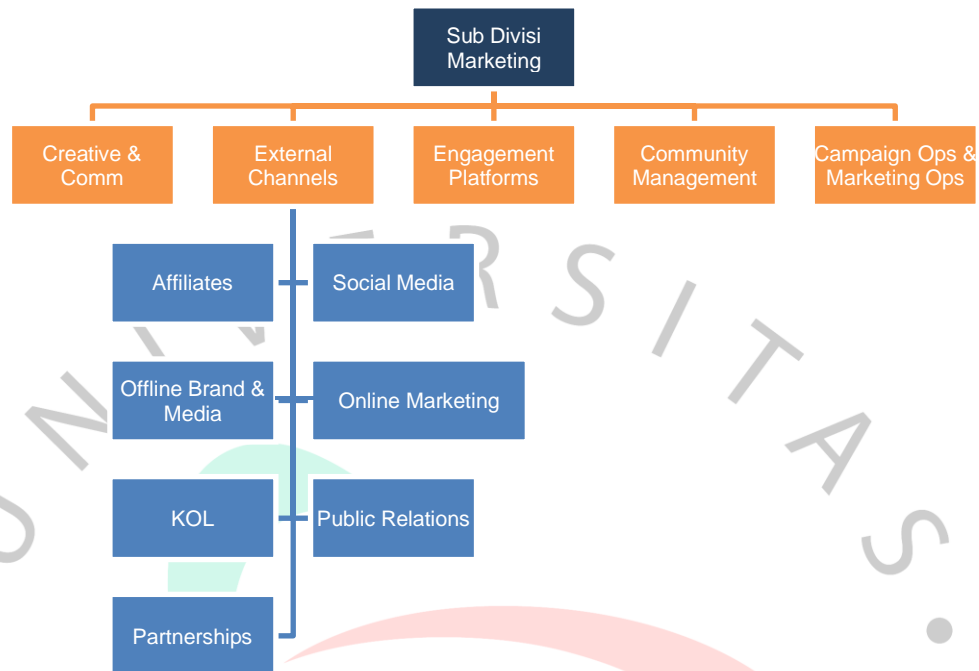 Sub Divisi
Marketing
Creative &
Comm
External
Channels
Engagement
Platforms
Community
Management
Campaign Ops &
Marketing Ops
Affiliates
Social Media
Offline Brand &
Media
Online Marketing
KOL
Public Relations
Partnerships
UNIVERSITAS